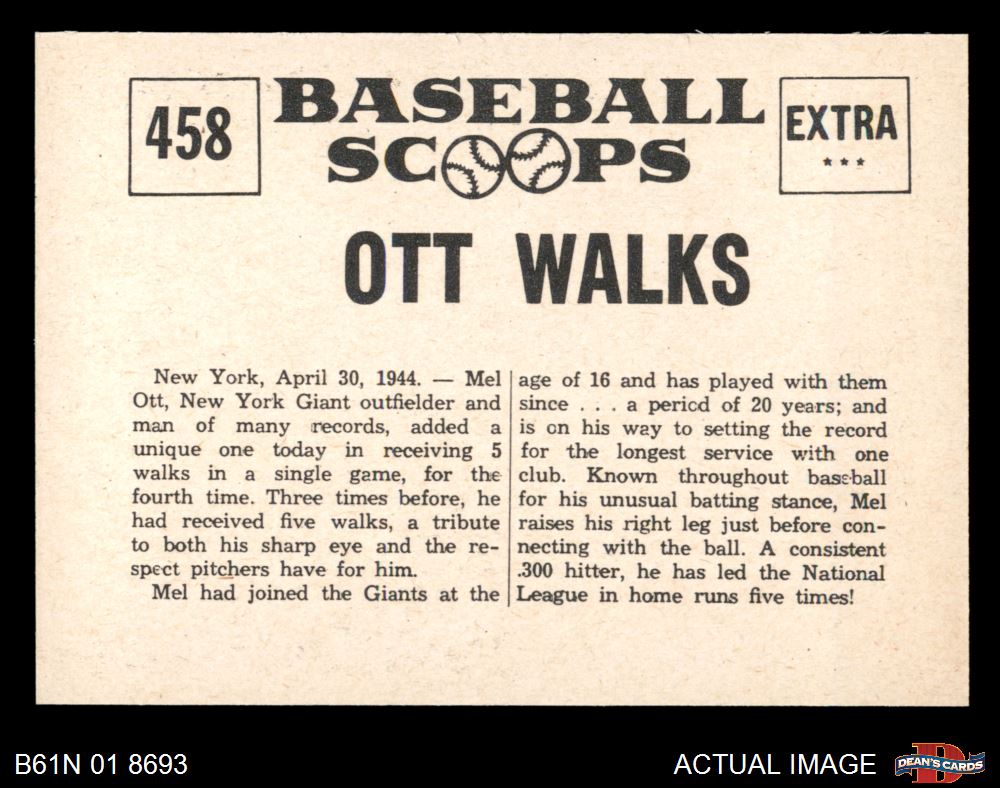 458
BASEBALL
SCOOPS
EXTRA
***
OTT WALKS
New York, April 30, 1944. — Mel
Ott, New York Giant outfielder and
man of many records, added a
unique one today in receiving 5
walks in a single game, for the
fourth time. Three times before, he
had received five walks, a tribute
to both his sharp eye and the re-
spect pitchers have for him.
Mel had joined the Giants at the
age of 16 and has played with them
since . . . a period of 20 years; and
is on his way to setting the record
for the longest service with one
club. Known throughout baseball
for his unusual batting stance, Mel
raises his right leg just before con-
necting with the ball. A consistent
.300 hitter, he has led the National
League in home runs five times!
B61N 01 8693
ACTUAL IMAGE
D
DEAN'S CARDS